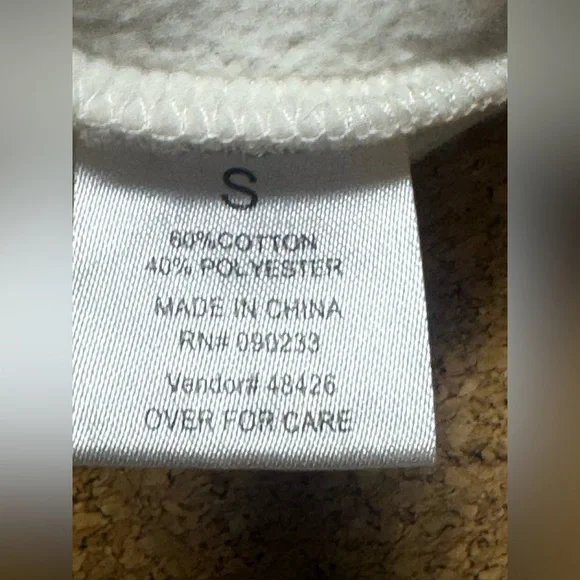 S
60%COTTON
40% POLYESTER
MADE IN CHINA
RN# 090233
Vendor# 48426
OVER FOR CARE